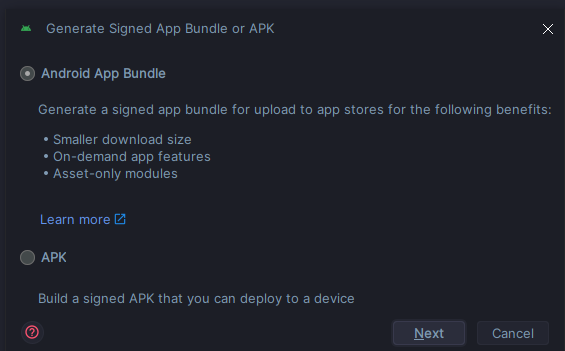 Generate Signed App Bundle or APK
Android App Bundle
Generate a signed app bundle for upload to app stores for the following benefits:
• Smaller download size
• On-demand app features
• Asset-only modules
Learn more
APK
Build a signed APK that you can deploy to a device
?
Next
Cancel